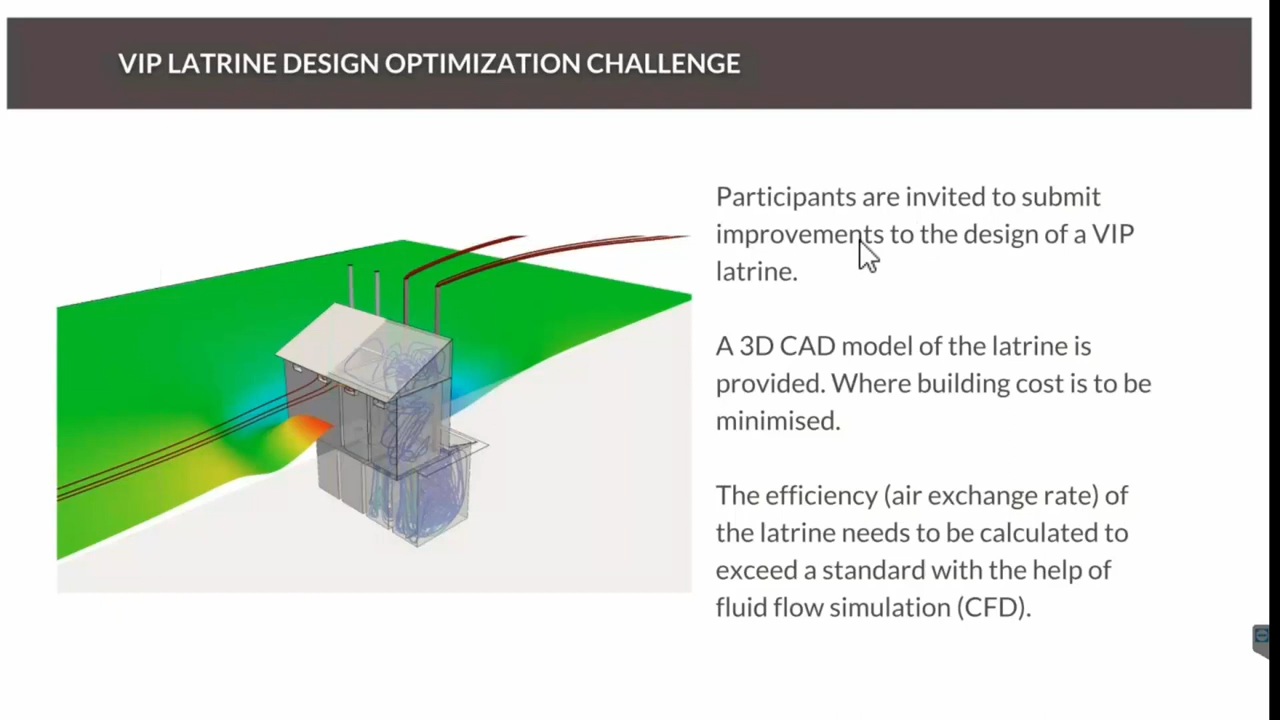 VIP LATRINE DESIGN OPTIMIZATION CHALLENGE
Participants are invited to submit
improvements to the design of a VIP
latrine.
A 3D CAD model of the latrine is
provided. Where building cost is to be
minimised.
The efficiency (air exchange rate) of
the latrine needs to be calculated to
exceed a standard with the help of
fluid flow simulation (CFD).